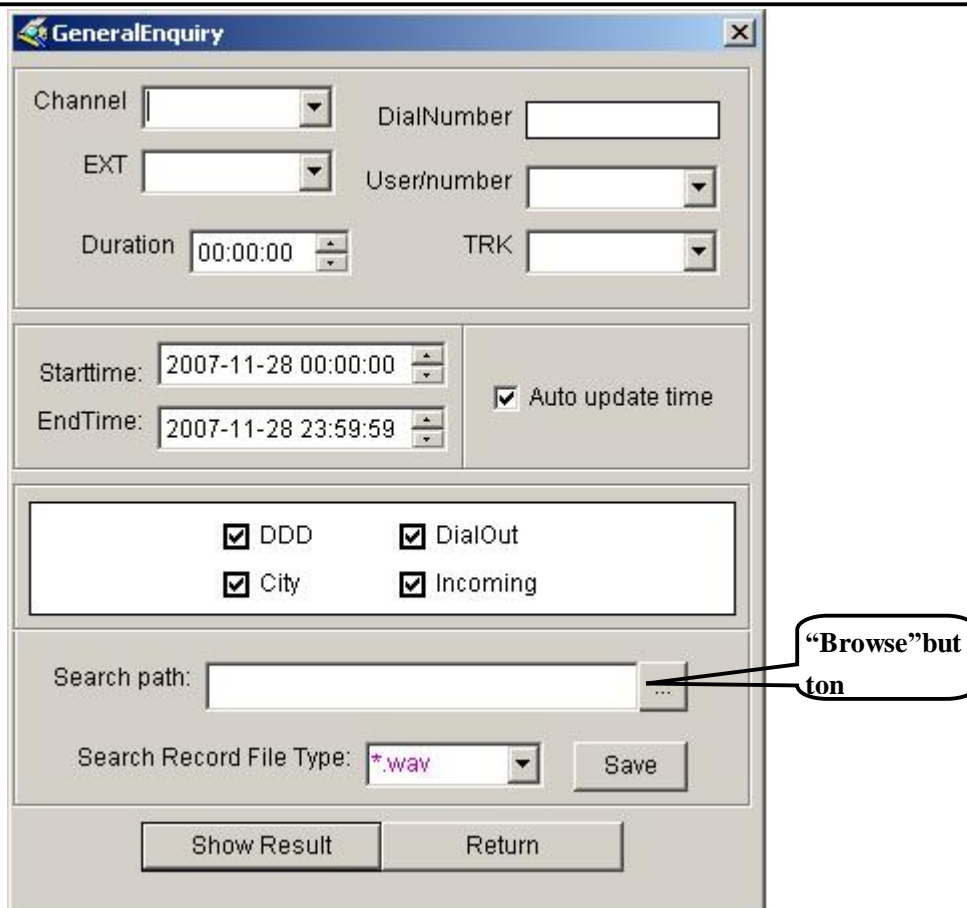 GeneralEnquiry
Channel
DialNumber
EXT
User/number
Duration 00:00:00
TRK
Starttime: 2007-11-28 00:00:00
EndTime: 2007-11-28 23:59:59
Auto update time
DDD
DialOut
City
Incoming
Search path:
...
“Browse”but
ton
Search Record File Type: *.wav
Save
Show Result
Return